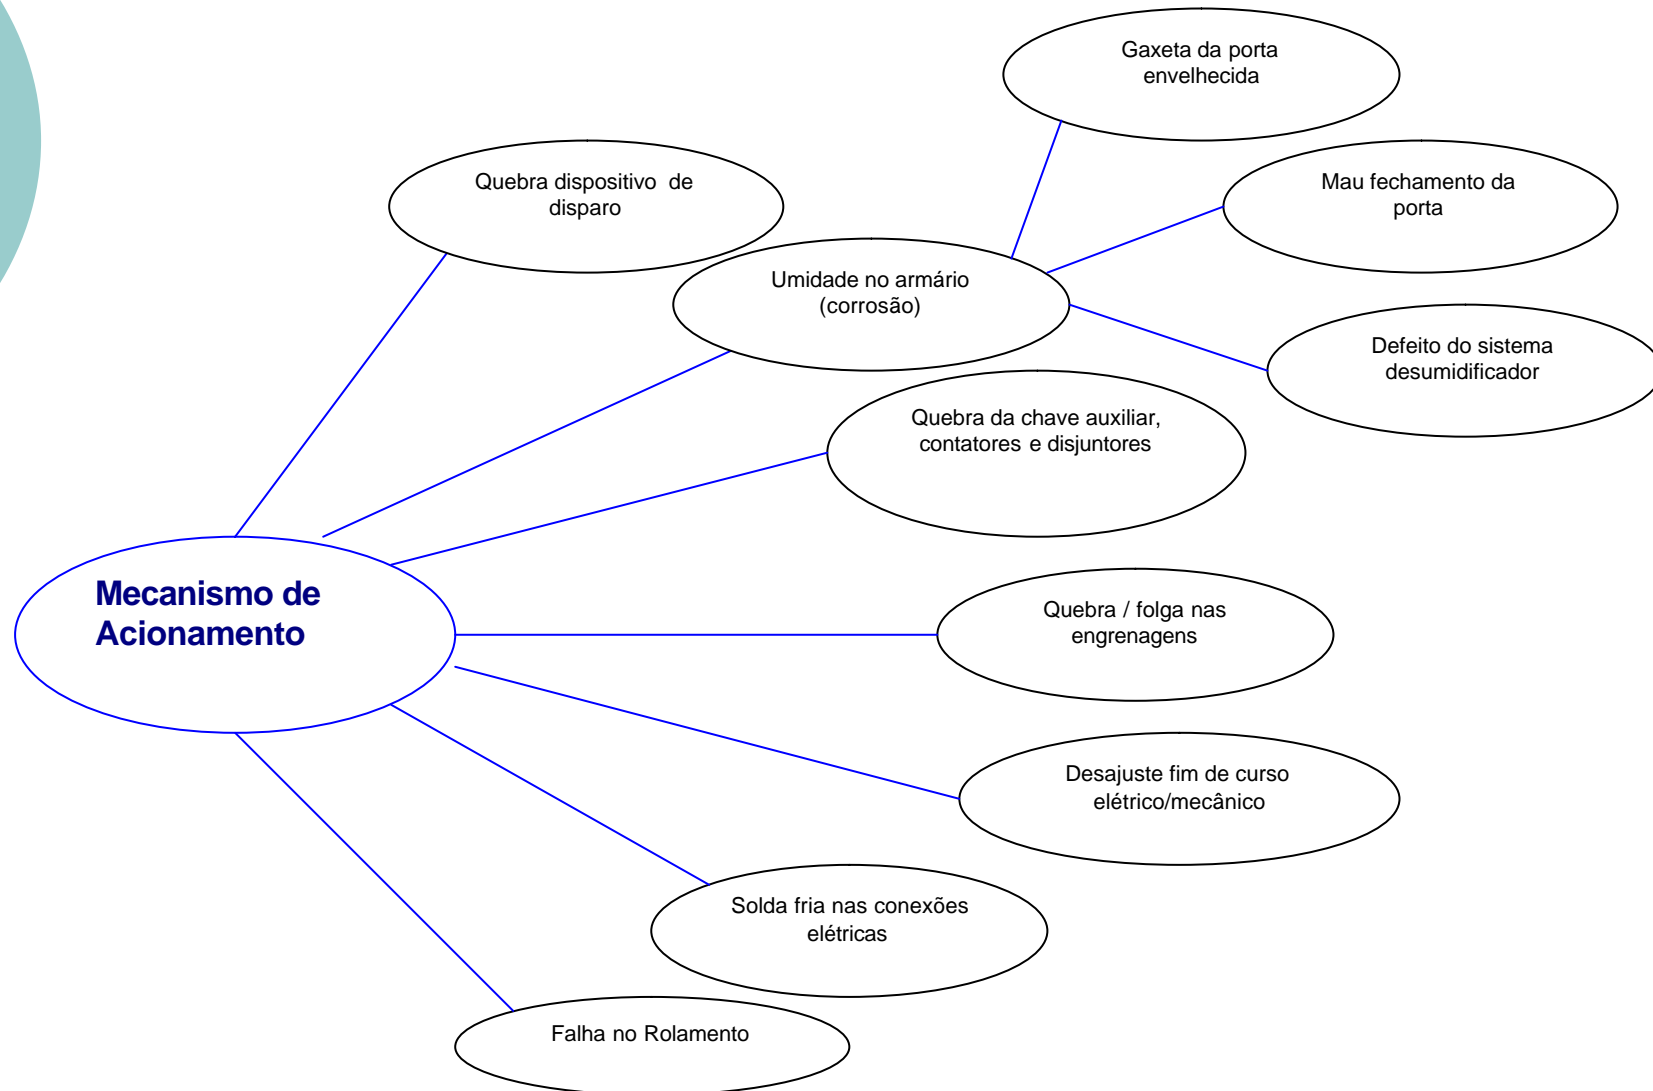 Gaxeta da porta
envelhecida
Quebra dispositivo de
disparo
Mau fechamento da
porta
Umidade no armário
(corrosão)
Defeito do sistema
desumidificador
Quebra da chave auxiliar,
contatores e disjuntores
Mecanismo de
Acionamento
Quebra / folga nas
engrenagens
Desajuste fim de curso
elétrico/mecânico
Solda fria nas conexões
elétricas
Falha no Rolamento